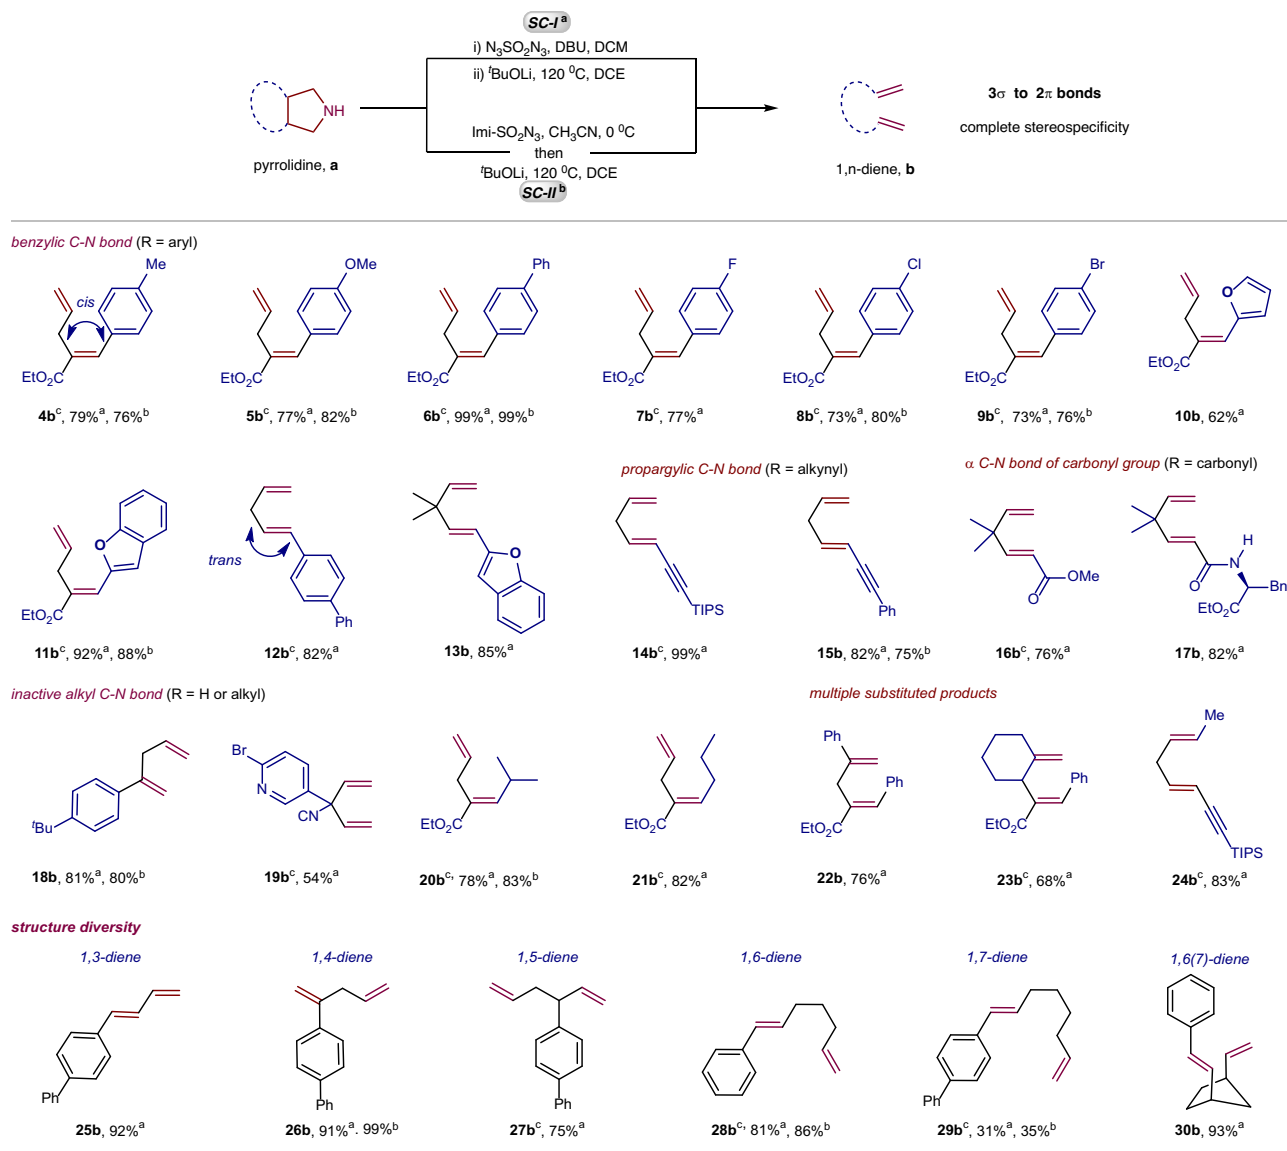 SC-I a
i) N3SO2N3, DBU, DCM
ii) tBuOLi, 120 0C, DCE
NH
3σ to 2π bonds
complete stereospecificity
Imi-SO2N3, CH3CN, 0 0C
then
tBuOLi, 120 0C, DCE
SC-II b
pyrrolidine, a
1,n-diene, b
benzylic C-N bond (R = aryl)
Me OMe Ph F Cl Br
cis
O
EtO2C EtO2C EtO2C EtO2C EtO2C EtO2C EtO2C
4bc, 79%a, 76%b 5bc, 77%a, 82%b 6bc, 99%a, 99%b 7bc, 77%a 8bc, 73%a, 80%b 9bc, 73%a, 76%b 10b, 62%a
propargylic C-N bond (R = alkynyl) α C-N bond of carbonyl group (R = carbonyl)
O O
trans
H
N
O
OMe
O
Bn
EtO2C
EtO2C
Ph
TIPS
Ph
11bc, 92%a, 88%b 12bc, 82%a 13b, 85%a 14bc, 99%a 15b, 82%a, 75%b 16bc, 76%a 17b, 82%a
inactive alkyl C-N bond (R = H or alkyl) multiple substituted products
Me
Br
N
CN
Ph
Ph
Ph
tBu
EtO2C EtO2C EtO2C EtO2C
TIPS
18b, 81%a, 80%b 19bc, 54%a 20bc, 78%a, 83%b 21bc, 82%a 22b, 76%a 23bc, 68%a 24bc, 83%a
structure diversity
1,3-diene 1,4-diene 1,5-diene 1,6-diene 1,7-diene 1,6(7)-diene
Ph Ph Ph Ph
25b, 92%a 26b, 91%a. 99%b 27bc, 75%a 28bc, 81%a, 86%b 29bc, 31%a, 35%b 30b, 93%a